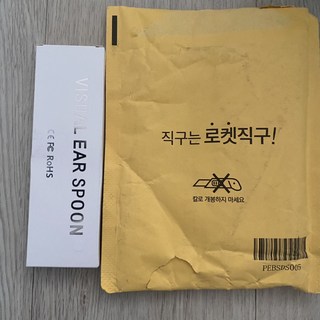 VISUAL EAR SPOON
CE FC RoHS
직구는 로켓직구!
칼로 개봉하지 마세요.
PEBSDS005